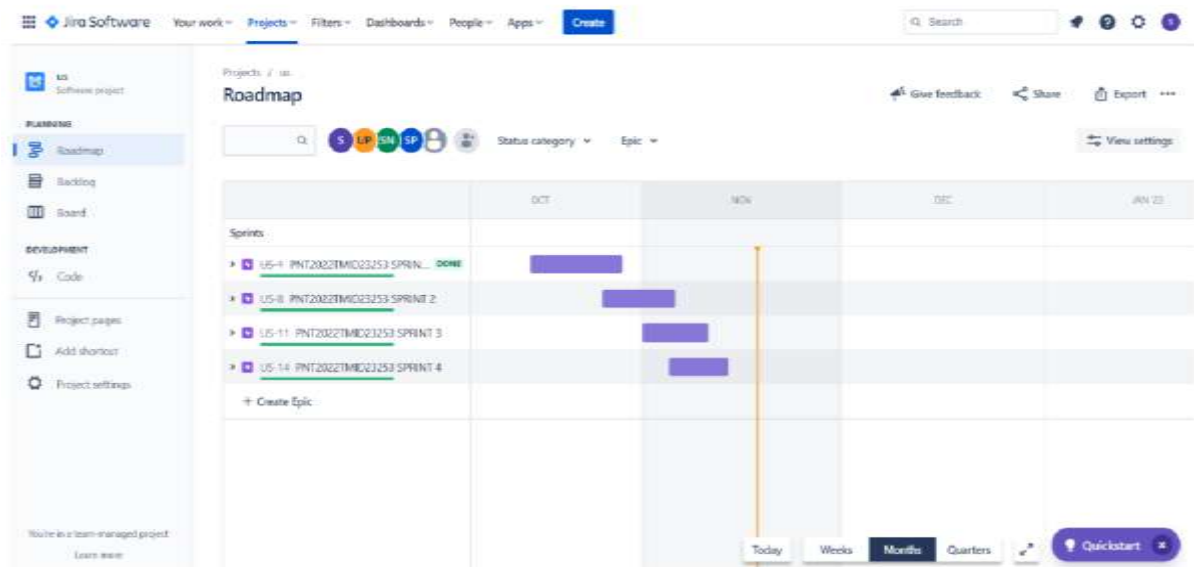 Jira Software Your work Projects Filters Dashboards People Apps Create Search S
us
Software project
Projects / us
Roadmap
Give feedback Share Export
PLANNING
Roadmap
Backlog
Board
DEVELOPMENT
Code
Project pages
Add shortcut
Project settings
You're in a team-managed project
Learn more
S UP SN SP Status category Epic View settings
OCT NOV DEC JAN '23
Sprints
PNT2022TMID23253 SPRIN... DONE
US-8 PNT2022TMID23253 SPRINT 2
US-11 PNT2022TMID23253 SPRINT 3
US-14 PNT2022TMID23253 SPRINT 4
+ Create Epic
Today Weeks Months Quarters Quickstart